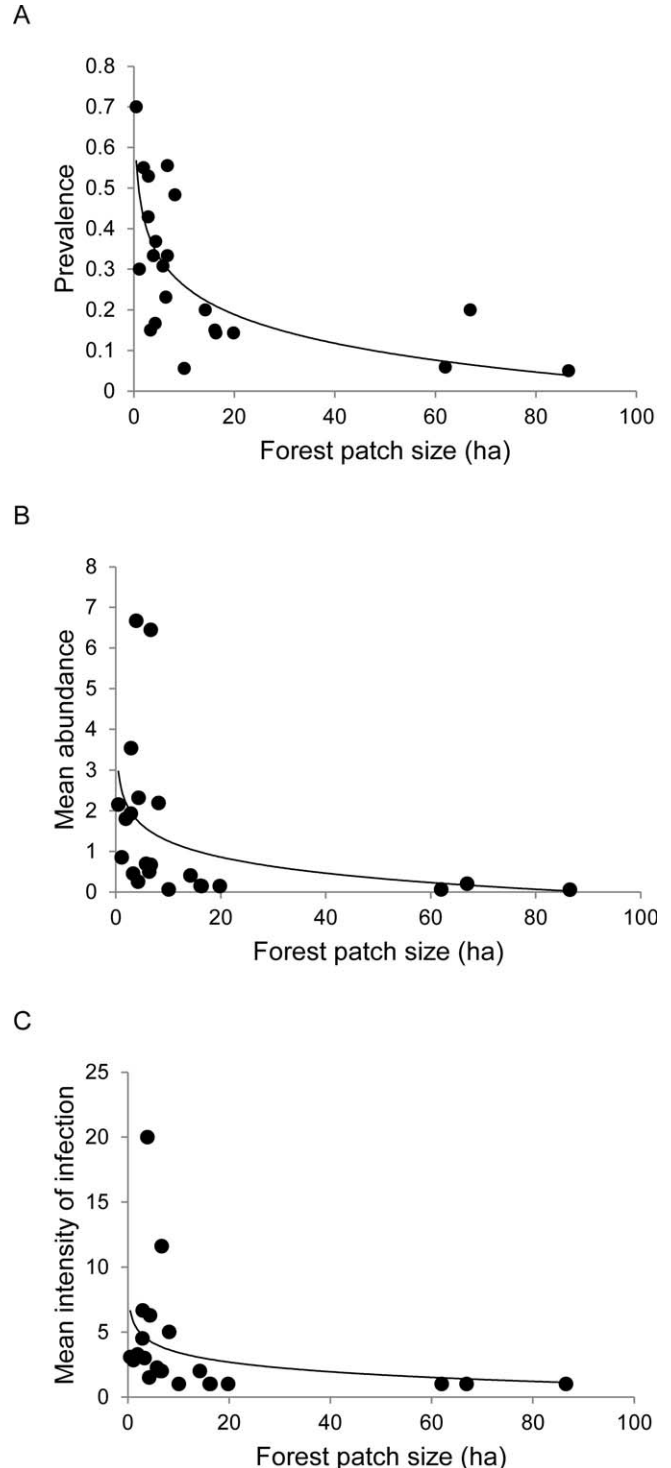 A
0.8
0.7
0.6
0.5
0.4
0.3
0.2
0.1
0
Prevalence
0 20 40 60 80 100
Forest patch size (ha)
B
8
7
6
5
4
3
2
1
0
Mean abundance
0 20 40 60 80 100
Forest patch size (ha)
C
25
20
15
10
5
0
Mean intensity of infection
0 20 40 60 80 100
Forest patch size (ha)